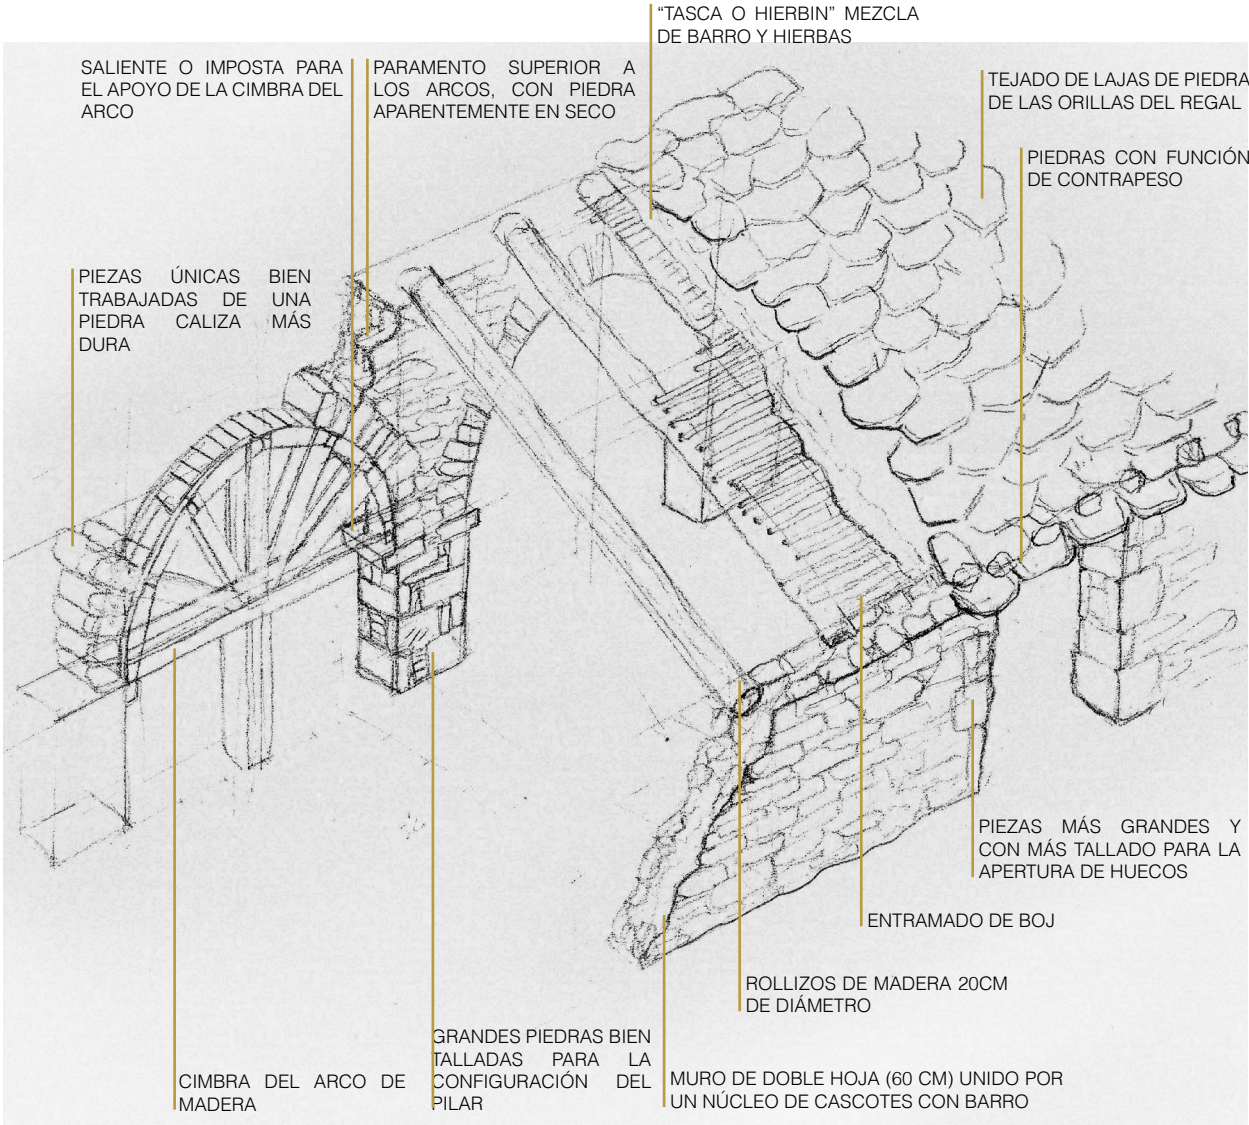 “TASCA O HIERBIN” MEZCLA
DE BARRO Y HIERBAS
SALIENTE O IMPOSTA PARA
EL APOYO DE LA CIMBRA DEL
ARCO
PARAMENTO SUPERIOR A
LOS ARCOS, CON PIEDRA
APARENTEMENTE EN SECO
TEJADO DE LAJAS DE PIEDRA
DE LAS ORILLAS DEL REGAL
PIEDRAS CON FUNCIÓN
DE CONTRAPESO
PIEZAS ÚNICAS BIEN
TRABAJADAS DE UNA
PIEDRA CALIZA MÁS
DURA
PIEZAS MÁS GRANDES Y
CON MÁS TALLADO PARA LA
APERTURA DE HUECOS
ENTRAMADO DE BOJ
ROLLIZOS DE MADERA 20CM
DE DIÁMETRO
GRANDES PIEDRAS BIEN
TALLADAS PARA LA
CONFIGURACIÓN DEL
PILAR
CIMBRA DEL ARCO DE
MADERA
MURO DE DOBLE HOJA (60 CM) UNIDO POR
UN NÚCLEO DE CASCOTES CON BARRO